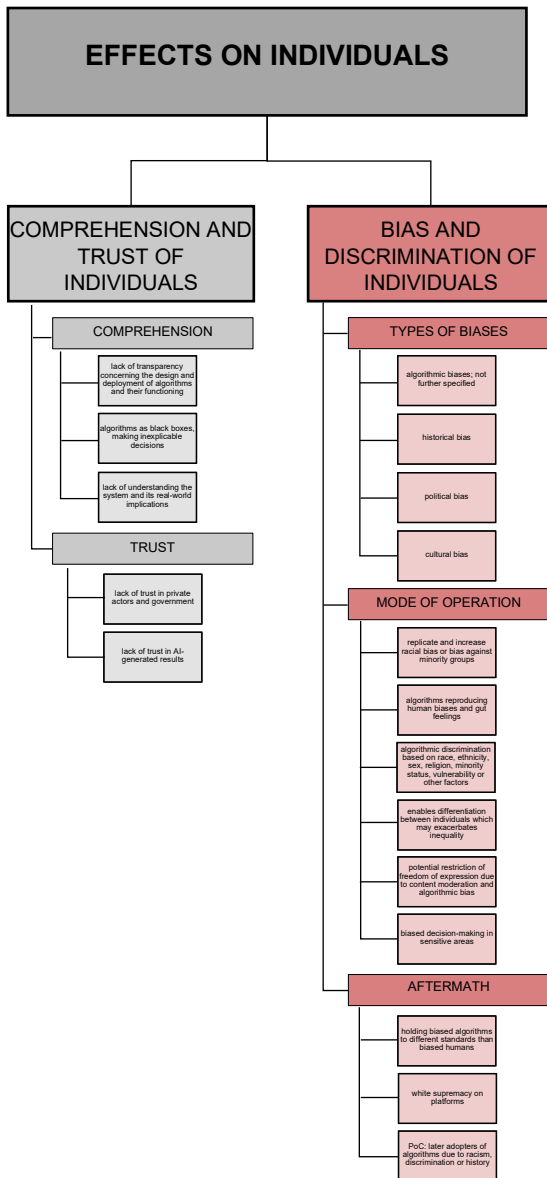 EFFECTS ON INDIVIDUALS
COMPREHENSION AND
TRUST OF
INDIVIDUALS
COMPREHENSION
lack of transparency
concerning the design and
deployment of algorithms
and their functioning
algorithms as black boxes,
making inexplicable
decisions
lack of understanding the
system and its real-world
implications
TRUST
lack of trust in private
actors and government
lack of trust in AI-
generated results
BIAS AND
DISCRIMINATION OF
INDIVIDUALS
TYPES OF BIASES
algorithmic biases; not
further specified
historical bias
political bias
cultural bias
MODE OF OPERATION
replicate and increase
racial bias or bias against
minority groups
algorithms reproducing
human biases and gut
feelings
algorithmic discrimination
based on race, ethnicity,
sex, religion, minority
status, vulnerability or
other factors
enables differentiation
between individuals which
may exacerbates
inequality
potential restriction of
freedom of expression due
to content moderation and
algorithmic bias
biased decision-making in
sensitive areas
AFTERMATH
holding biased algorithms
to different standards than
biased humans
white supremacy on
platforms
PoC: later adopters of
algorithms due to racism,
discrimination or history